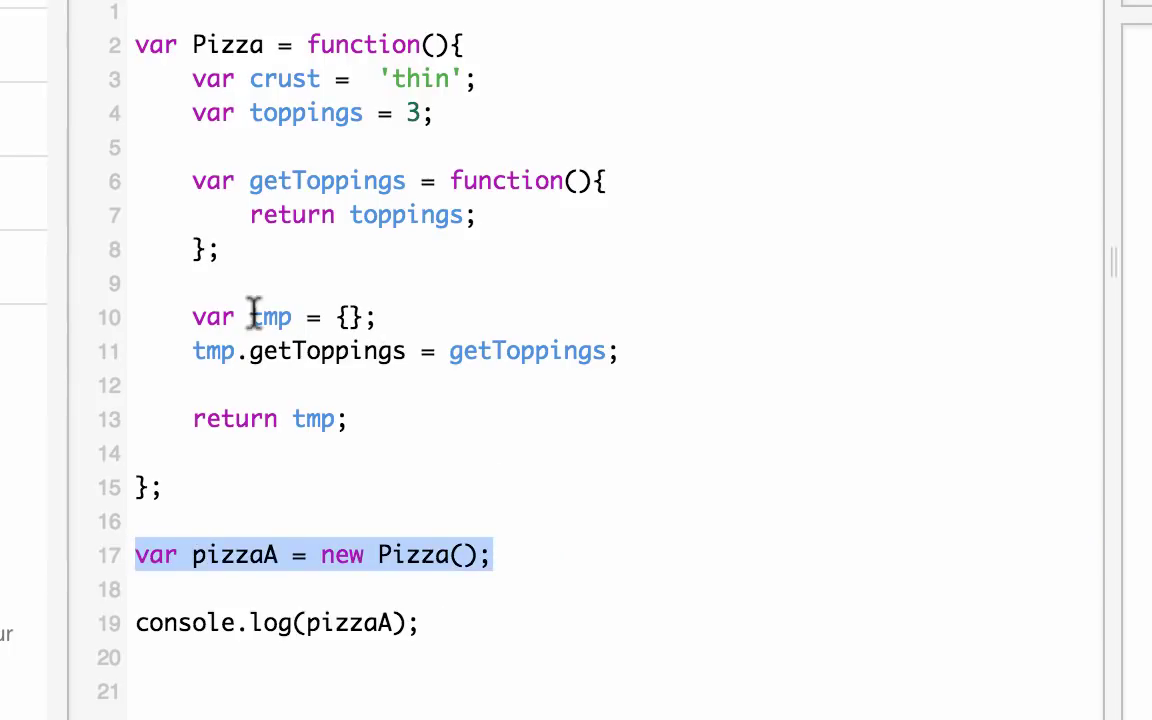 1
2 var Pizza = function(){
3     var crust =  'thin';
4     var toppings = 3;
5
6     var getToppings = function(){
7         return toppings;
8     };
9
10     var tmp = {};
11     tmp.getToppings = getToppings;
12
13     return tmp;
14
15 };
16
17 var pizzaA = new Pizza();
18
19 console.log(pizzaA);
20
21
ur